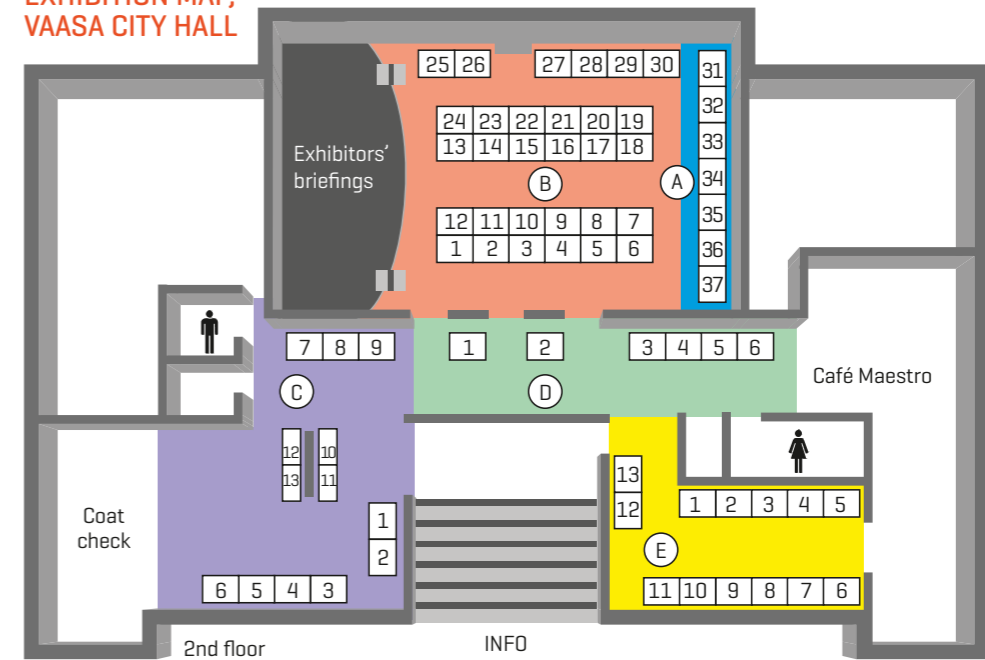 EXHIBITION MAP,
VAASA CITY HALL
25 26 27 28 29 30
31
32
33
34
35
36
37
24 23 22 21 20 19
13 14 15 16 17 18
Exhibitors'
briefings
B
A
12 11 10 9 8 7
1 2 3 4 5 6
7 8 9
1
2
3 4 5 6
C
D
Café Maestro
12 10
13 11
13
12
1 2 3 4 5
Coat
check
1
2
E
6 5 4 3
11 10 9 8 7 6
2nd floor
INFO